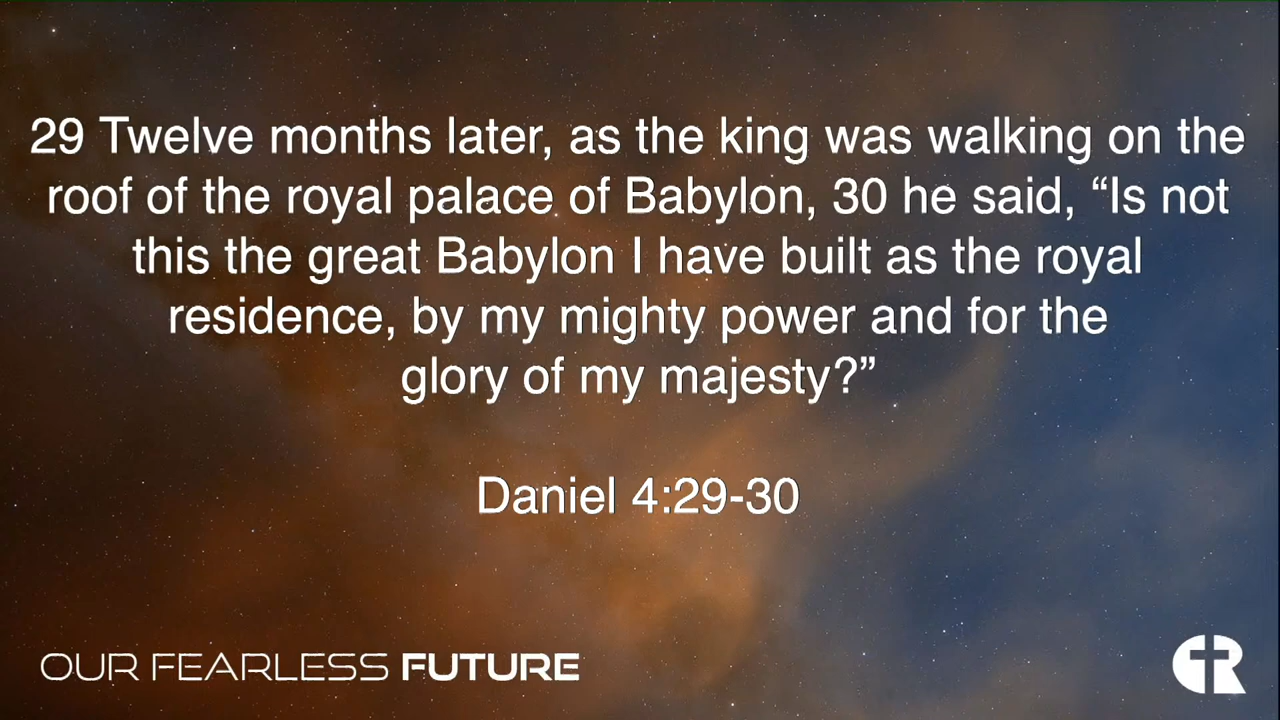 29 Twelve months later, as the king was walking on the
roof of the royal palace of Babylon, 30 he said, “Is not
this the great Babylon I have built as the royal
residence, by my mighty power and for the
glory of my majesty?”
Daniel 4:29-30
OUR FEARLESS FUTURE
CR